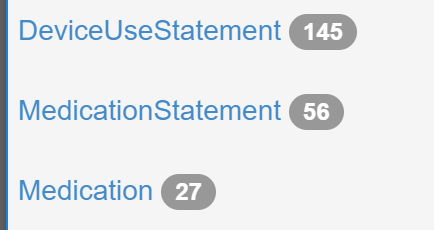 DeviceUseStatement 145
MedicationStatement 56
Medication 27